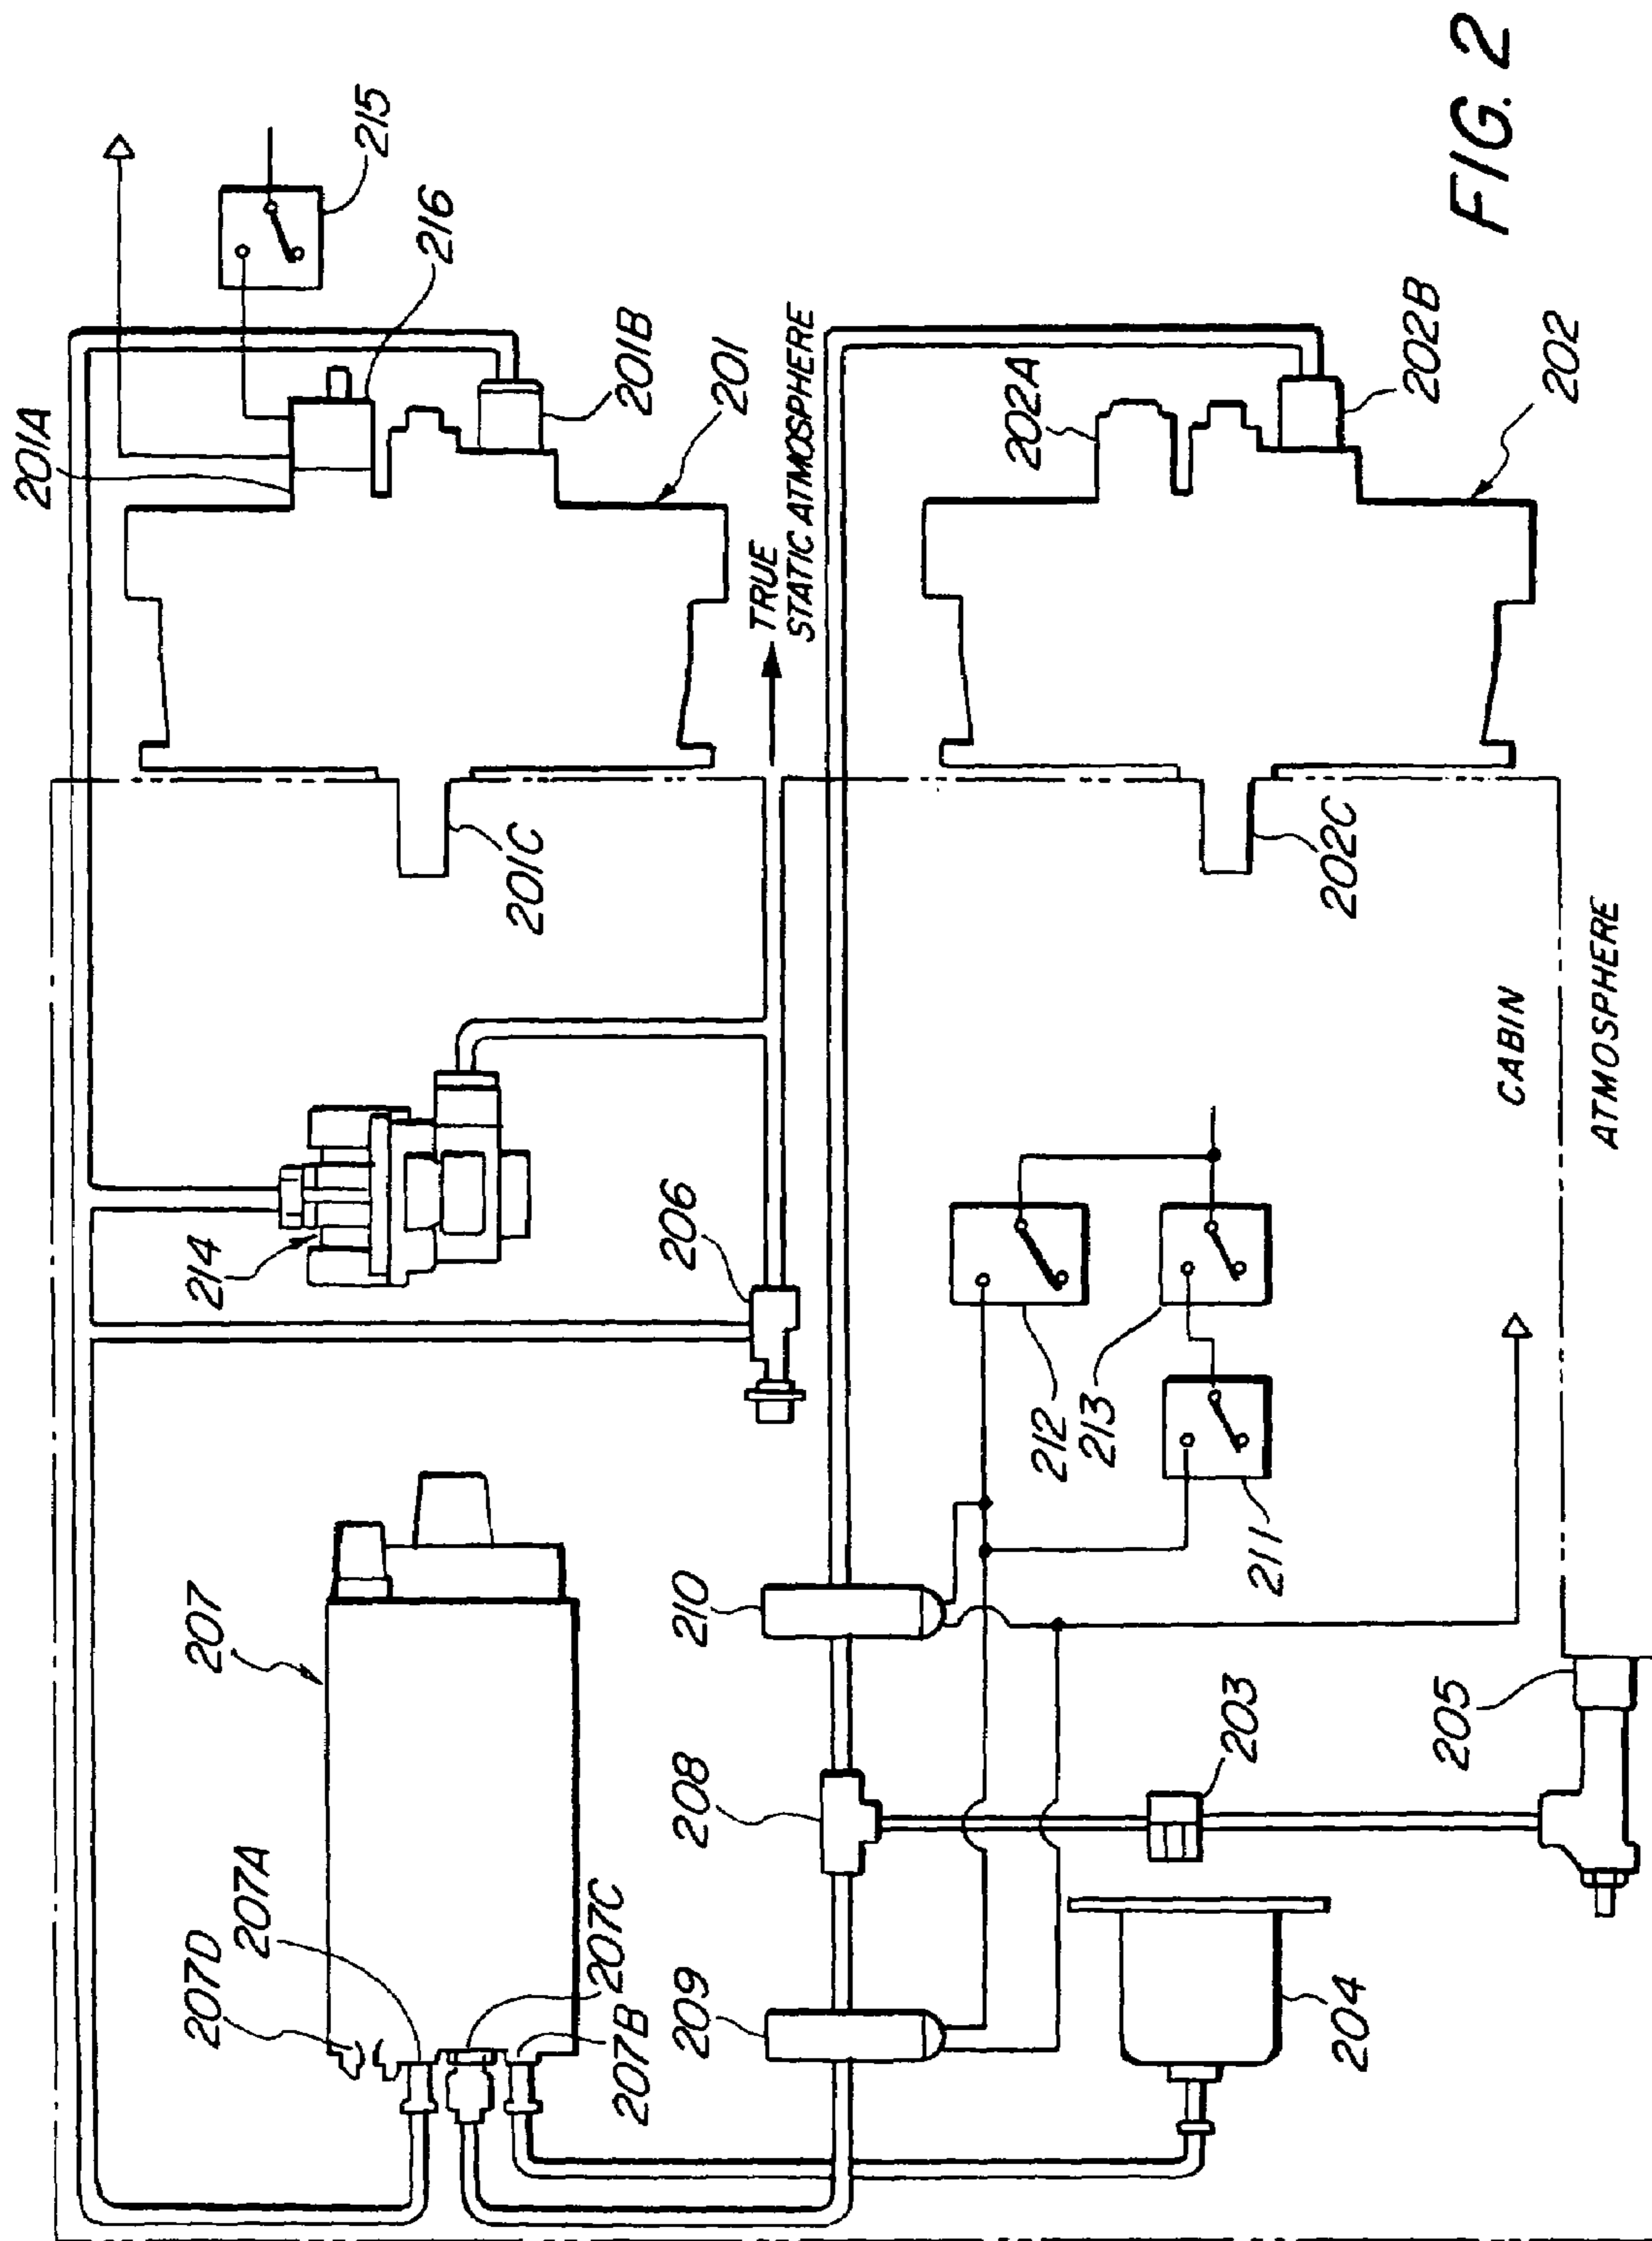 201A
215
216
201B
201
TRUE
STATIC ATMOSPHERE
202A
202B
202
FIG. 2
201C
202C
214
206
CABIN
ATMOSPHERE
207
210
212
213
211
207D
207A
207C
207B
208
209
203
204
205